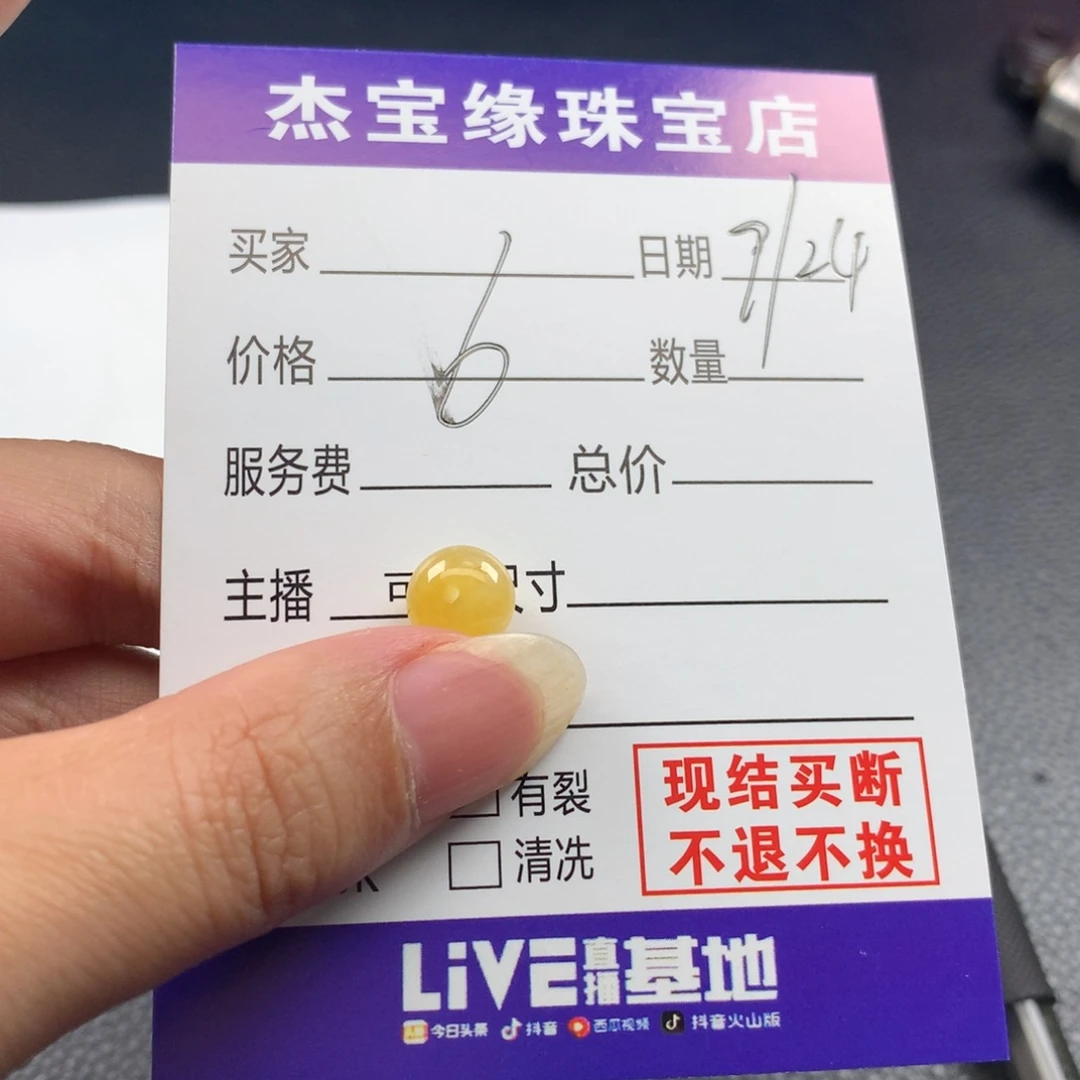 杰宝缘珠宝店
买家 日期 7/24
价格 6 数量
服务费 总价
主播 可 尺寸
有裂
清洗
现结买断
不退不换
LiVE直播基地
今日头条 抖音 西瓜视频 抖音火山版